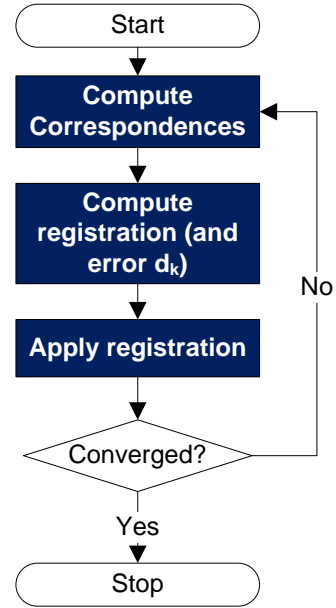 Start
Compute
Correspondences
Compute
registration (and
error dₖ)
No
Apply registration
Converged?
Yes
Stop